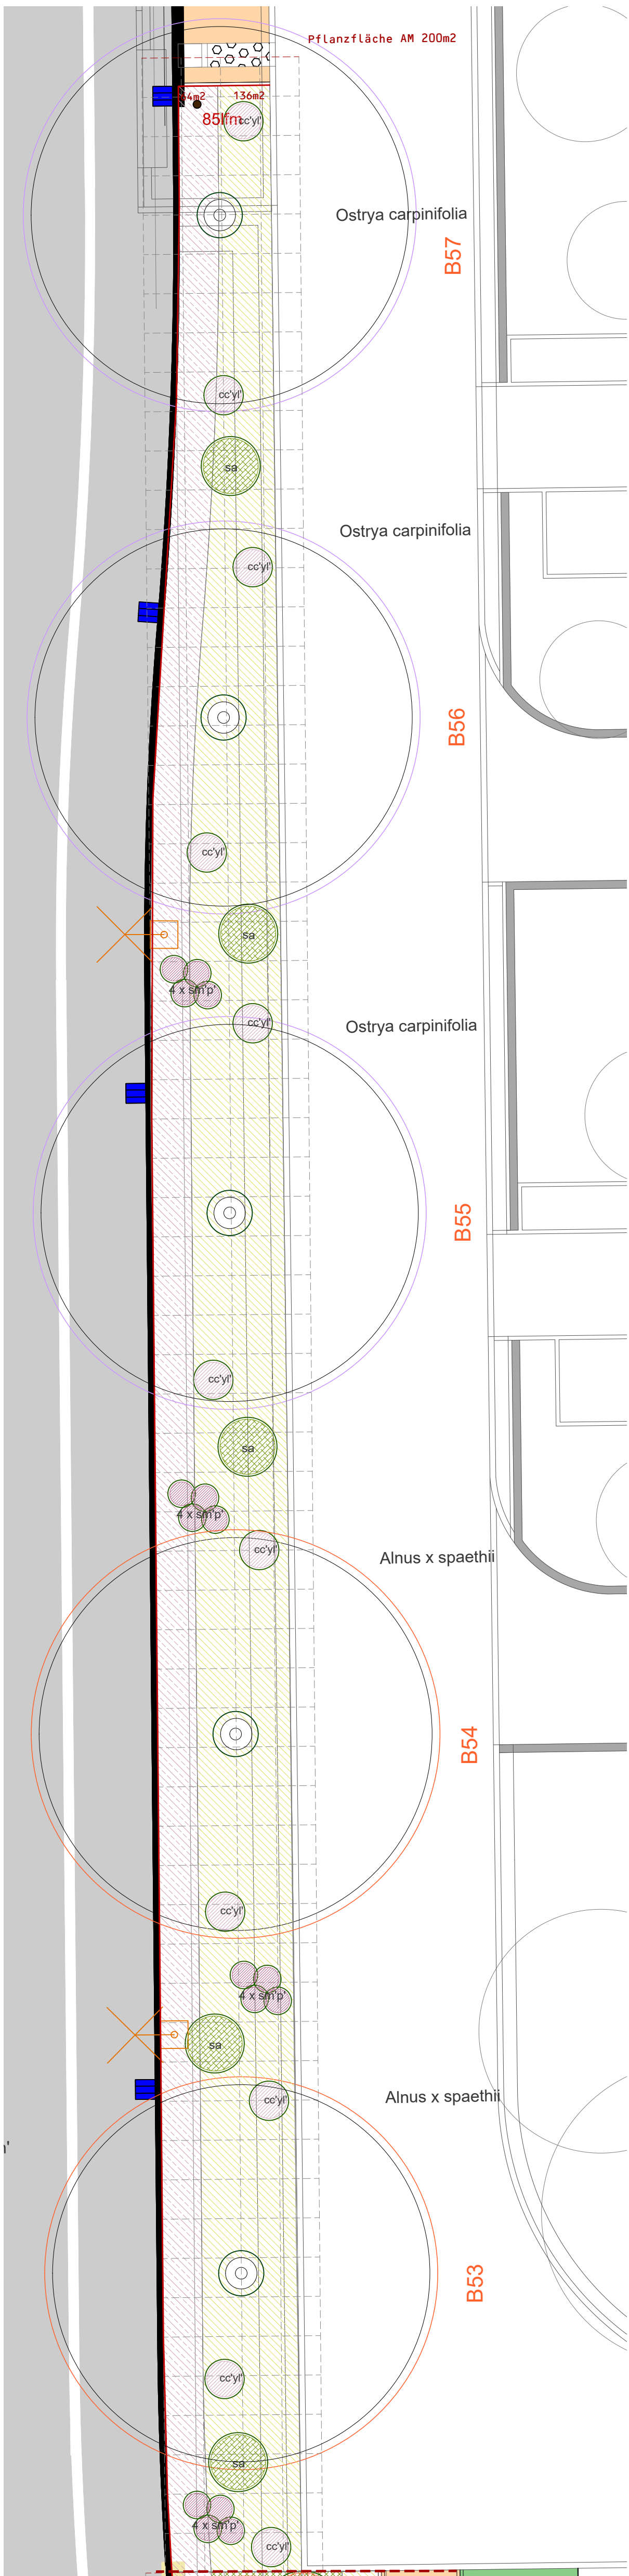 Pflanzfläche AM 200m2
136m2
85lfm
cc'yl'
Ostrya carpinifolia
B57
cc'yl'
sa
Ostrya carpinifolia
cc'yl'
B56
cc'yl'
sa
4 x sm'p'
cc'yl'
Ostrya carpinifolia
B55
cc'yl'
sa
4 x sm'p'
cc'yl'
Alnus x spaethii
B54
cc'yl'
4 x sm'p'
sa
cc'yl'
Alnus x spaethii
B53
cc'yl'
sa
4 x sm'p'
cc'yl'